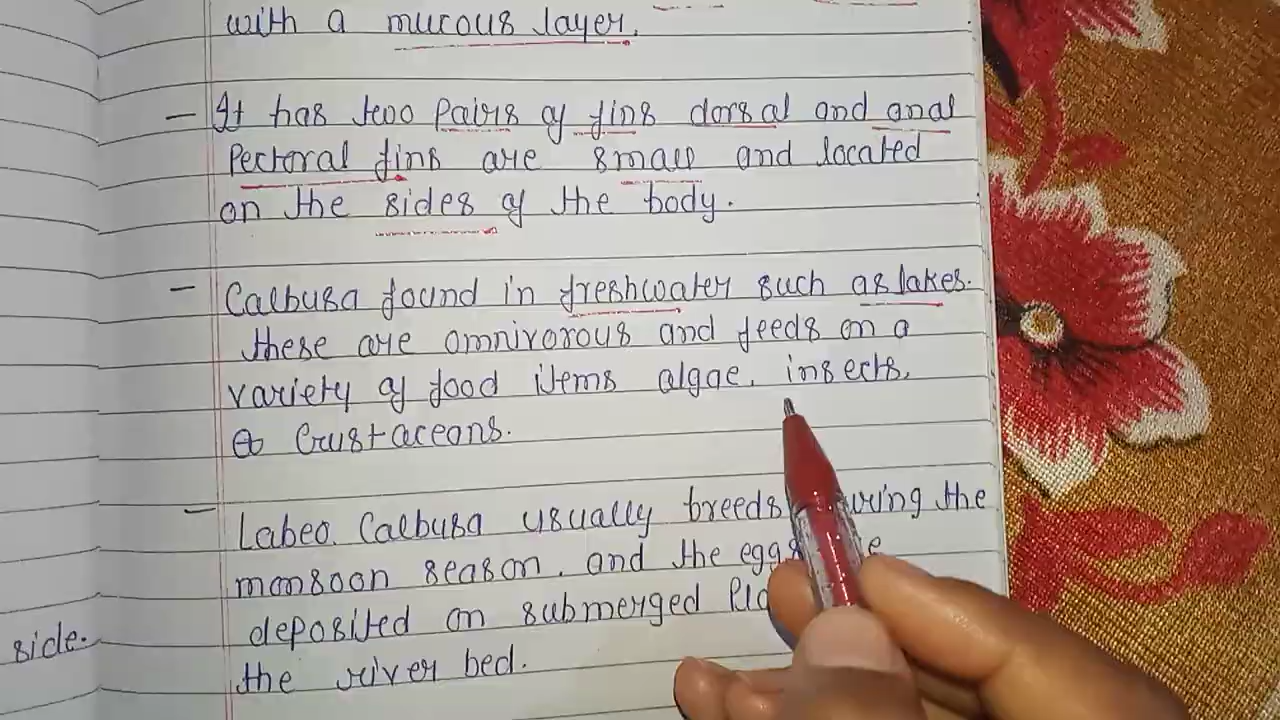 with a mucous layer.
- It has two Pairs of fins dorsal and anal
Pectoral fins are small and located
on the sides of the body.
- Calbusa found in freshwater such as lakes.
these are omnivorous and feeds on a
variety of food items algae, insects,
& Crustaceans.
- Labeo Calbusa usually breeds the
monsoon season. and the eggs
deposited on submerged
the river bed.
side.